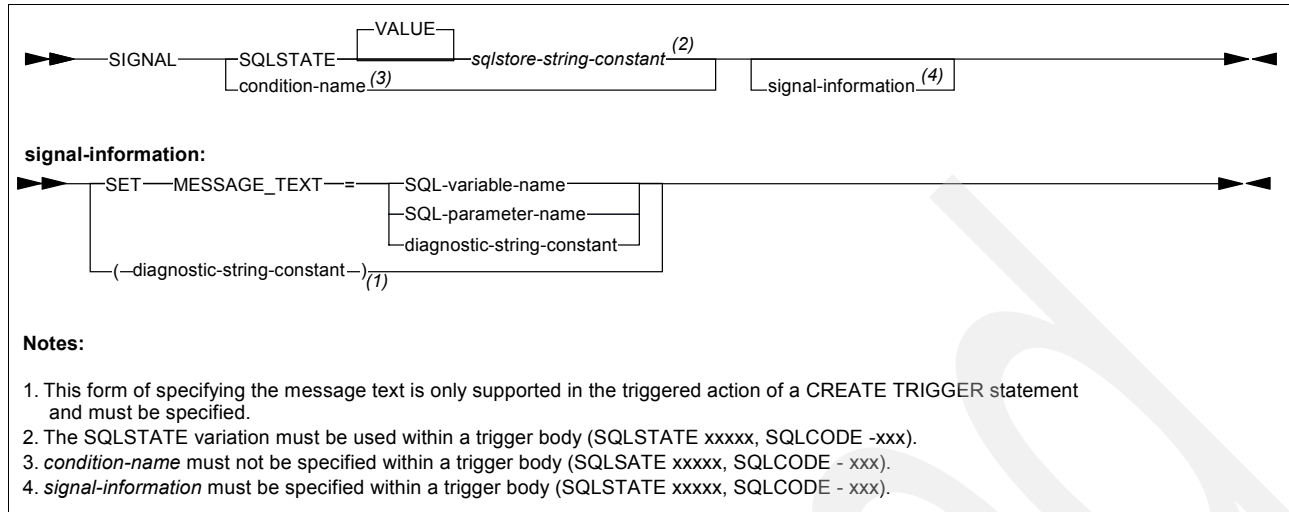 VALUE
SIGNAL SQLSTATE sqlstore-string-constant (2)
condition-name (3) signal-information (4)
signal-information:
SET MESSAGE_TEXT = SQL-variable-name
SQL-parameter-name
diagnostic-string-constant
( diagnostic-string-constant ) (1)
Notes:
1. This form of specifying the message text is only supported in the triggered action of a CREATE TRIGGER statement
and must be specified.
2. The SQLSTATE variation must be used within a trigger body (SQLSTATE xxxxx, SQLCODE -xxx).
3. condition-name must not be specified within a trigger body (SQLSATE xxxxx, SQLCODE - xxx).
4. signal-information must be specified within a trigger body (SQLSTATE xxxxx, SQLCODE - xxx).